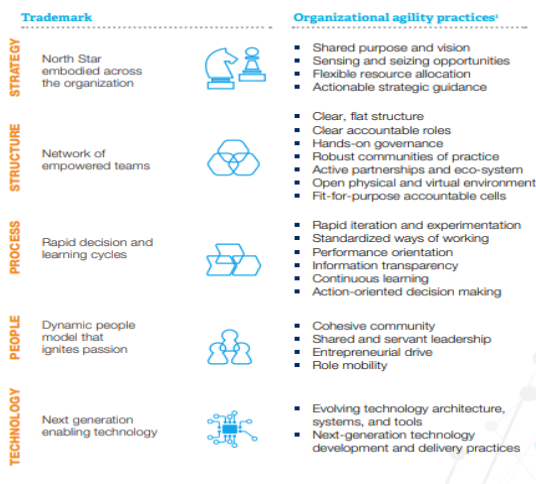 Trademark
Organizational agility practices¹
STRATEGY
North Star
embodied across
the organization
Shared purpose and vision
Sensing and seizing opportunities
Flexible resource allocation
Actionable strategic guidance
STRUCTURE
Network of
empowered teams
Clear, flat structure
Clear accountable roles
Hands-on governance
Robust communities of practice
Active partnerships and eco-system
Open physical and virtual environment
Fit-for-purpose accountable cells
PROCESS
Rapid decision and
learning cycles
Rapid iteration and experimentation
Standardized ways of working
Performance orientation
Information transparency
Continuous learning
Action-oriented decision making
PEOPLE
Dynamic people
model that
ignites passion
Cohesive community
Shared and servant leadership
Entrepreneurial drive
Role mobility
TECHNOLOGY
Next generation
enabling technology
Evolving technology architecture,
systems, and tools
Next-generation technology
development and delivery practices